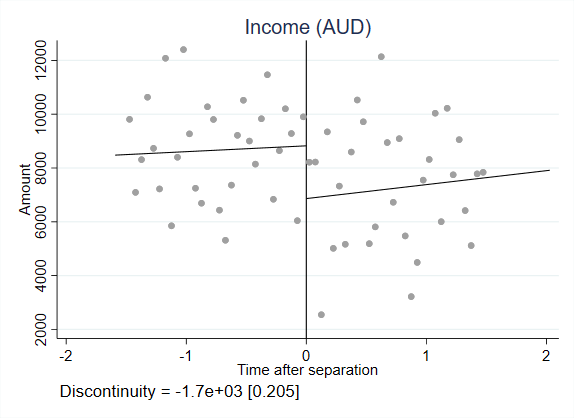 Income (AUD)
12000
10000
8000
6000
4000
2000
Amount
-2 -1 0 1 2
Time after separation
Discontinuity = -1.7e+03 [0.205]